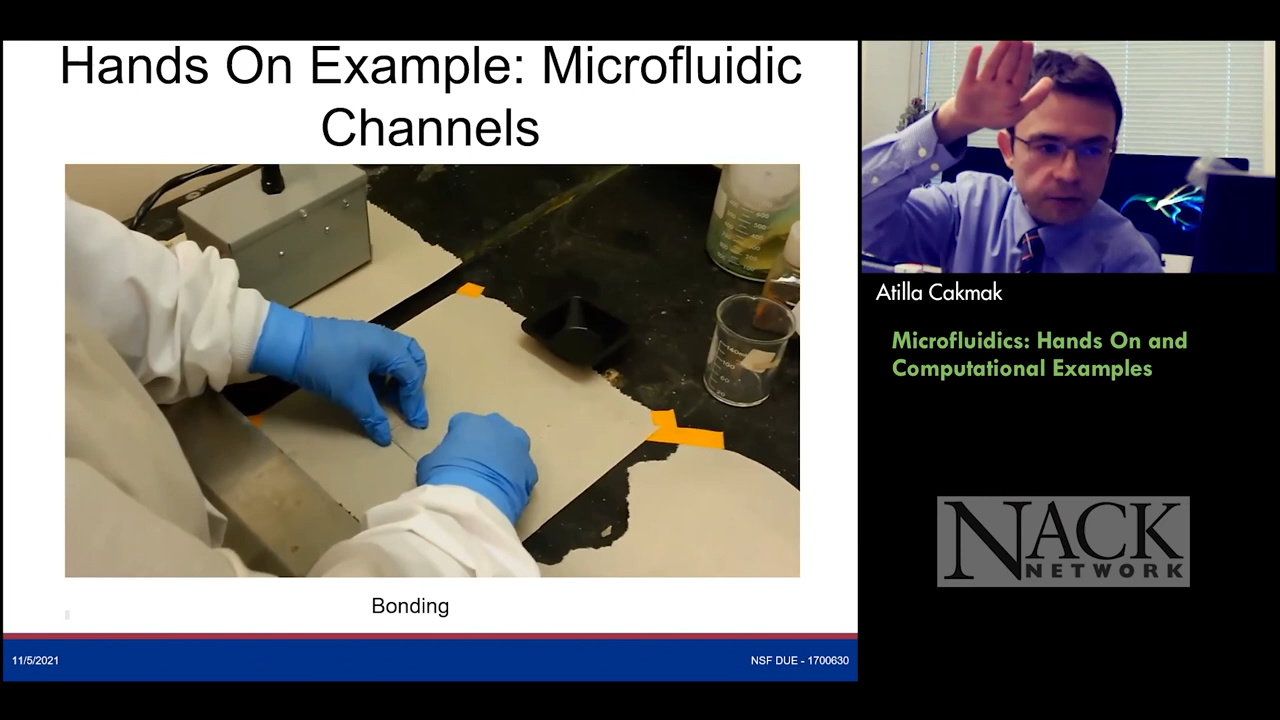 Hands On Example: Microfluidic
Channels
Bonding
11/5/2021
NSF DUE - 1700630
Atilla Cakmak
Microfluidics: Hands On and
Computational Examples
NACK
NETWORK